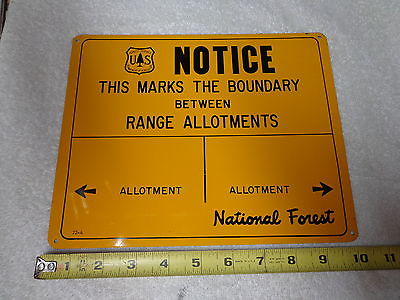 U S
NOTICE
THIS MARKS THE BOUNDARY
BETWEEN
RANGE ALLOTMENTS
ALLOTMENT ALLOTMENT
National Forest
1 2 3 4 5 6 7 8 9 10 11